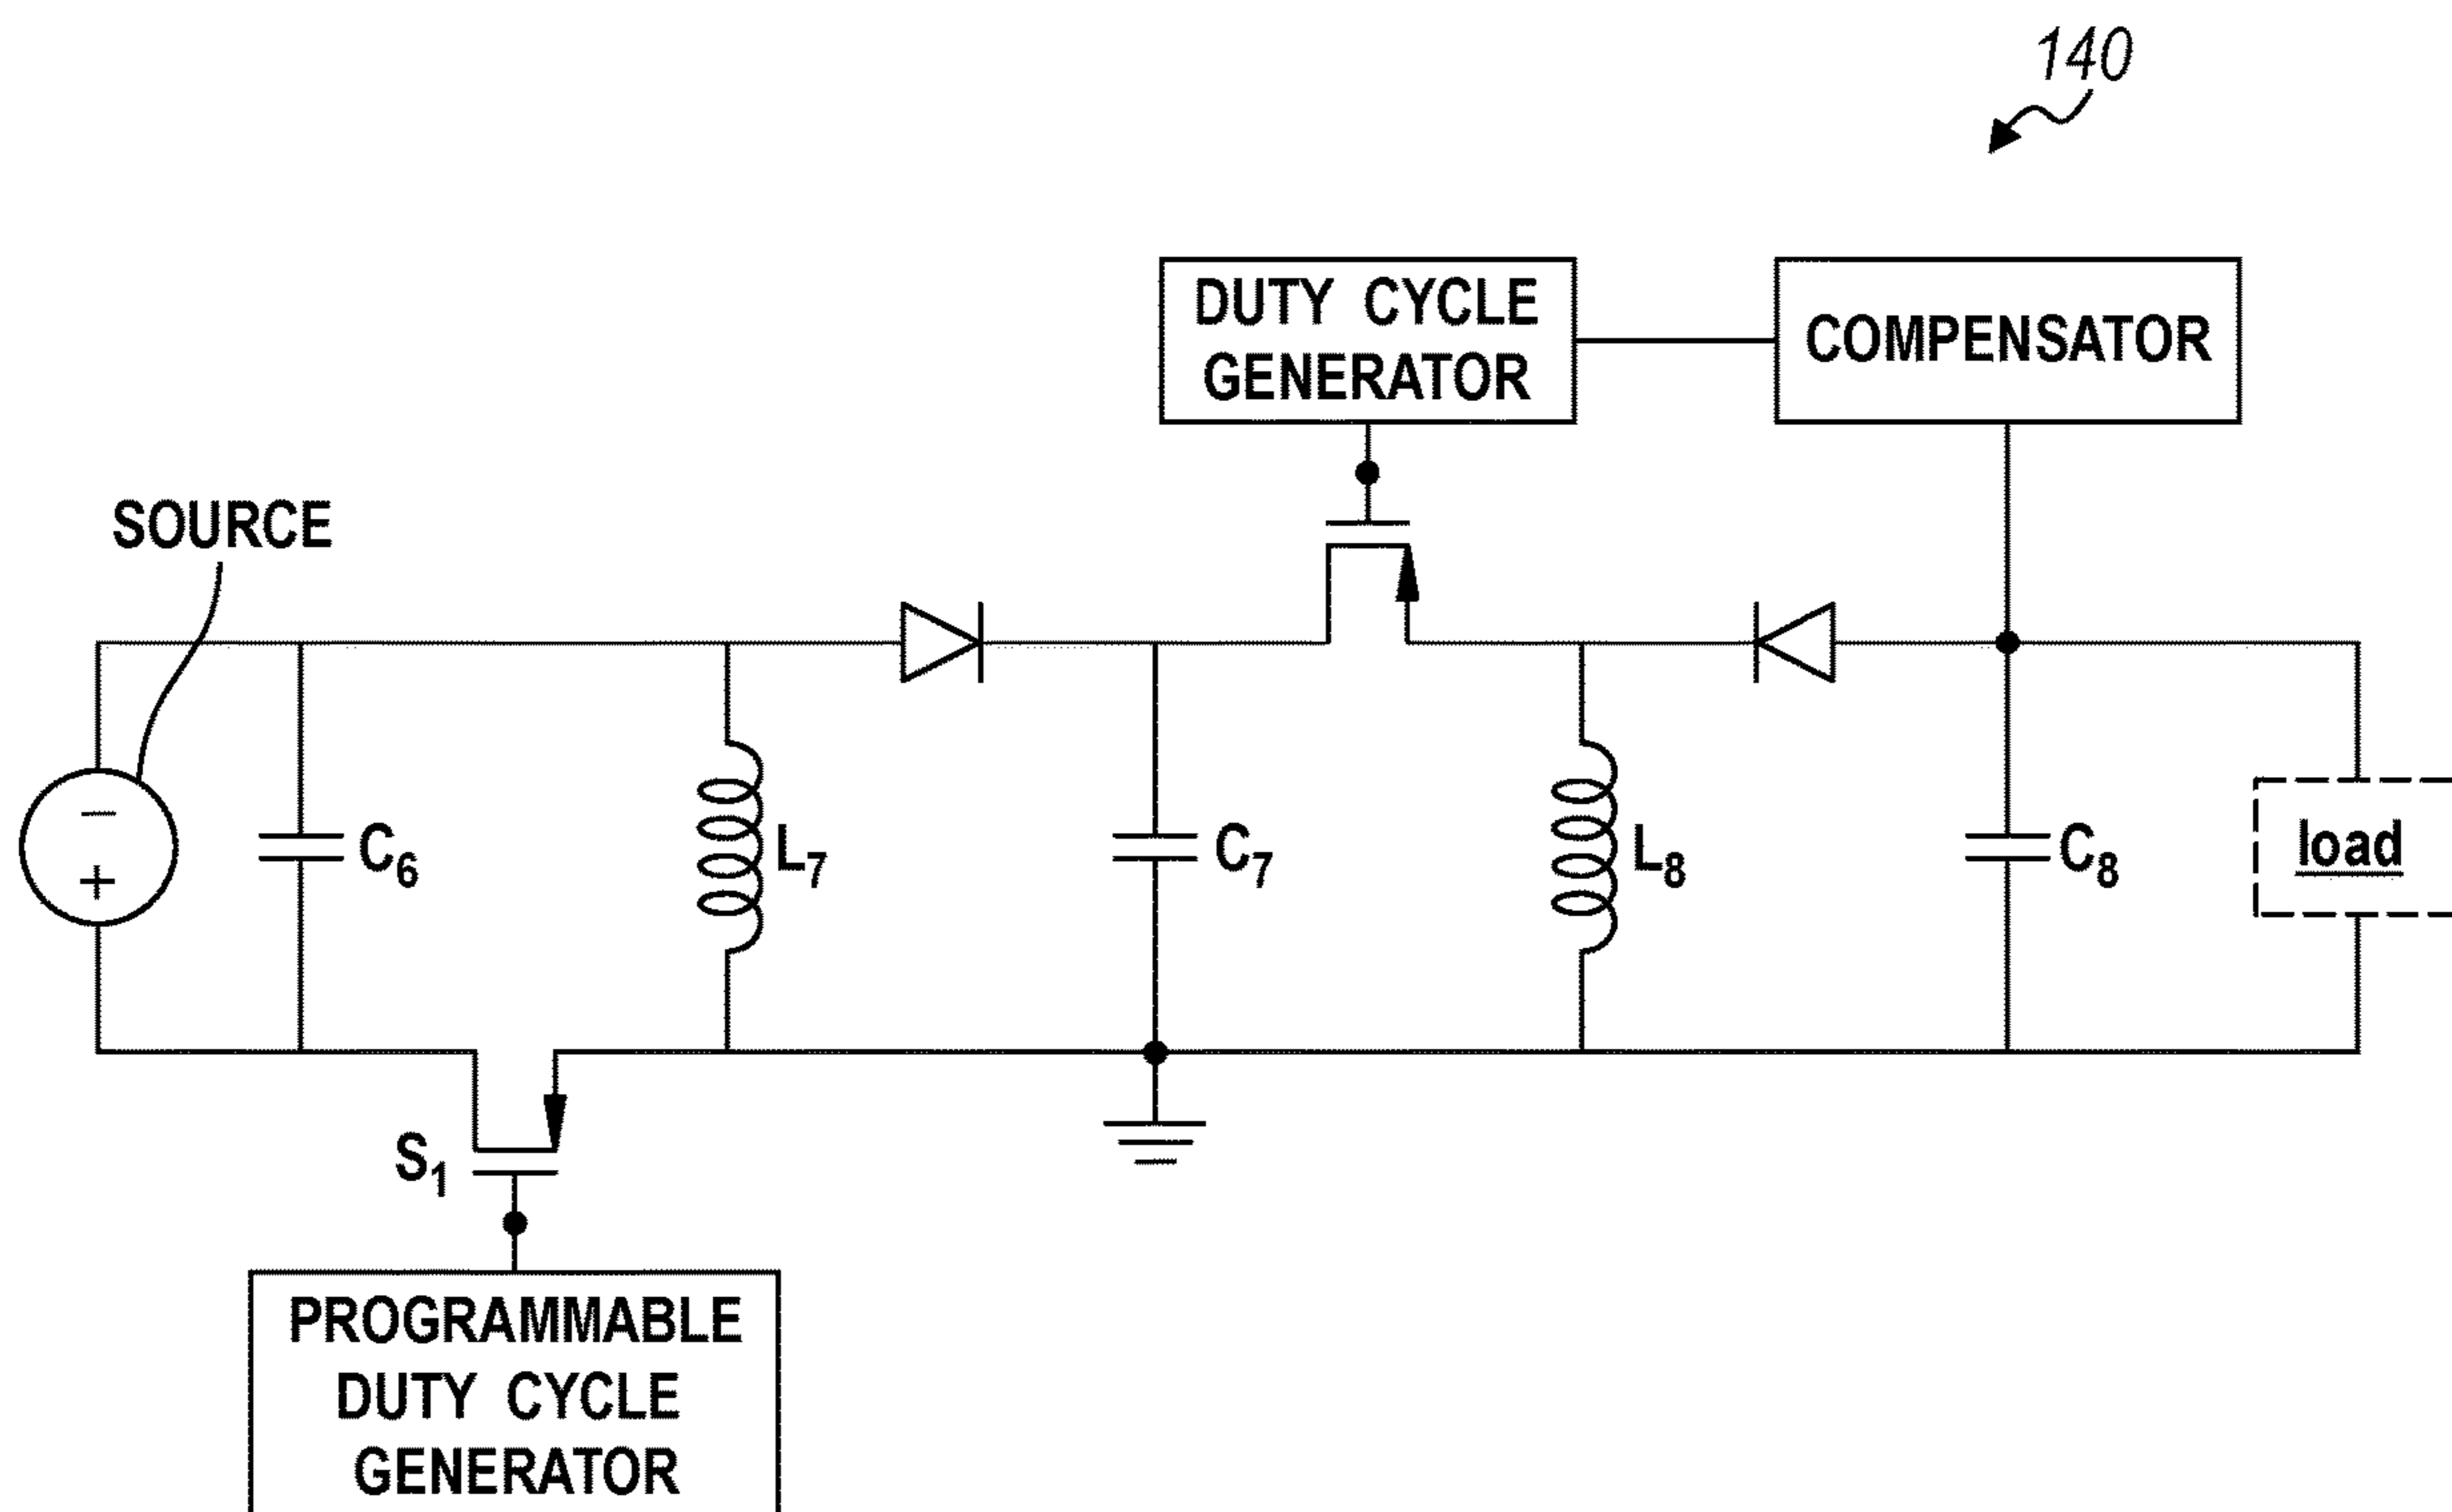 140
DUTY CYCLE
GENERATOR
COMPENSATOR
SOURCE
−
+
C6
L7
C7
L8
C8
load
S1
PROGRAMMABLE
DUTY CYCLE
GENERATOR